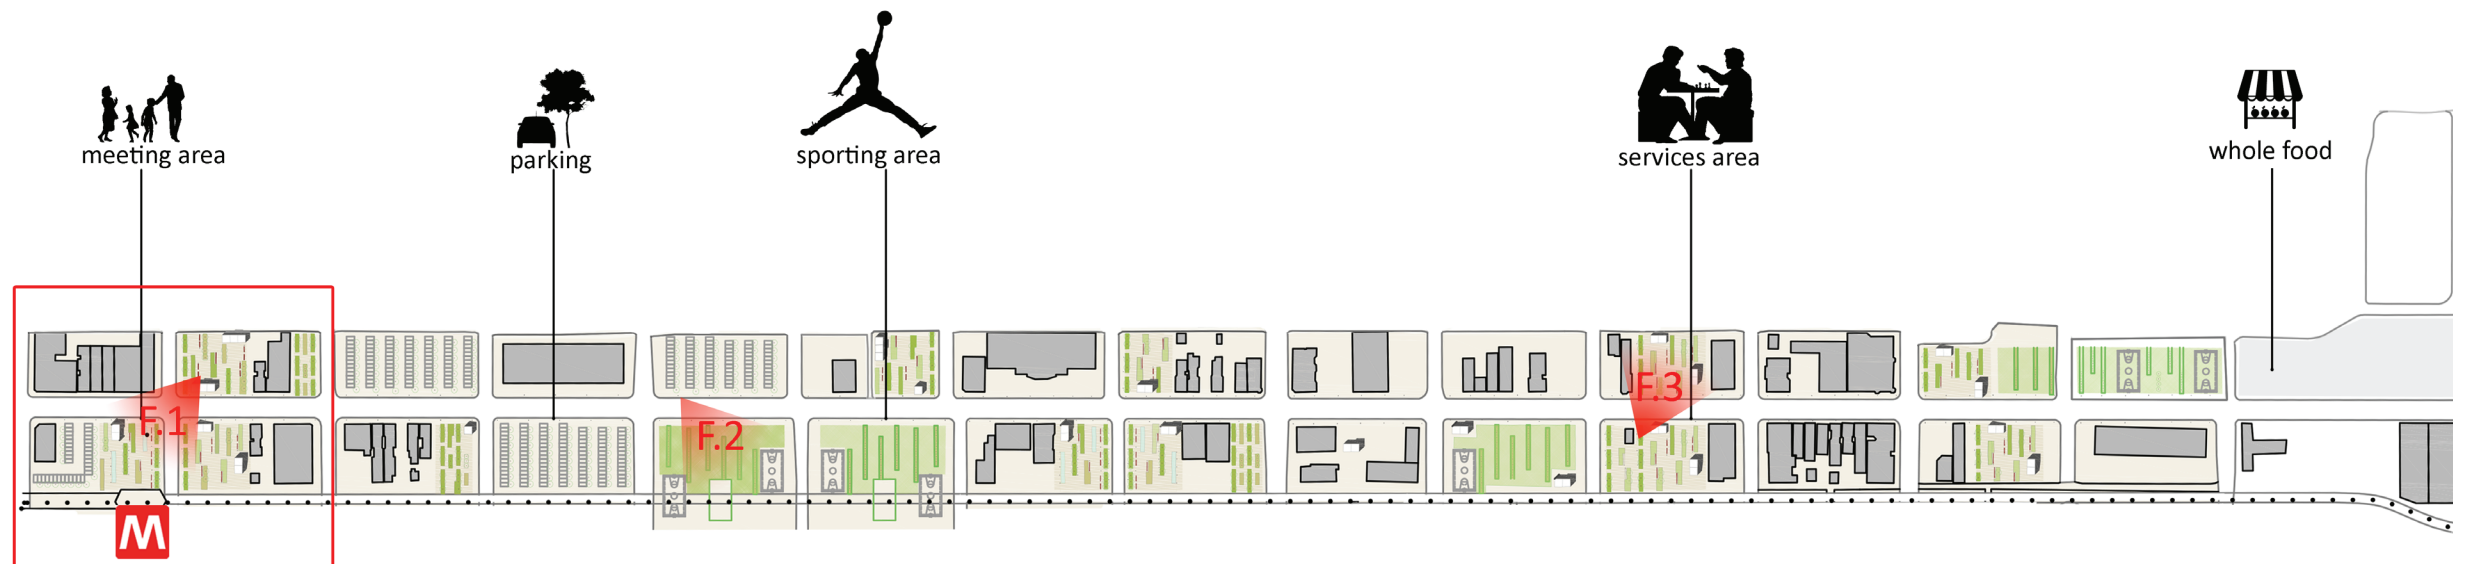 meeting area
parking
sporting area
services area
whole food
F.1
F.2
F.3
M